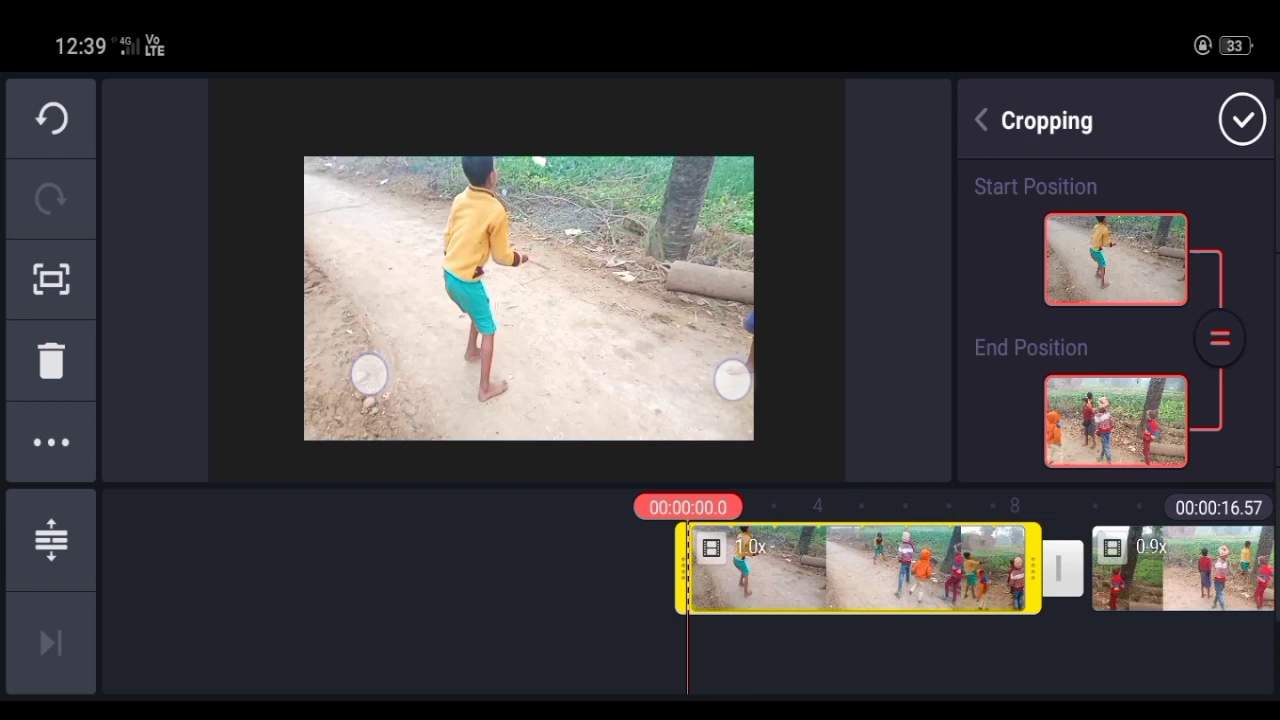 12:39 4G Vo LTE 33
Cropping
Start Position
End Position
00:00:00.0 4 8 00:00:16.57
1.0x 0.9x